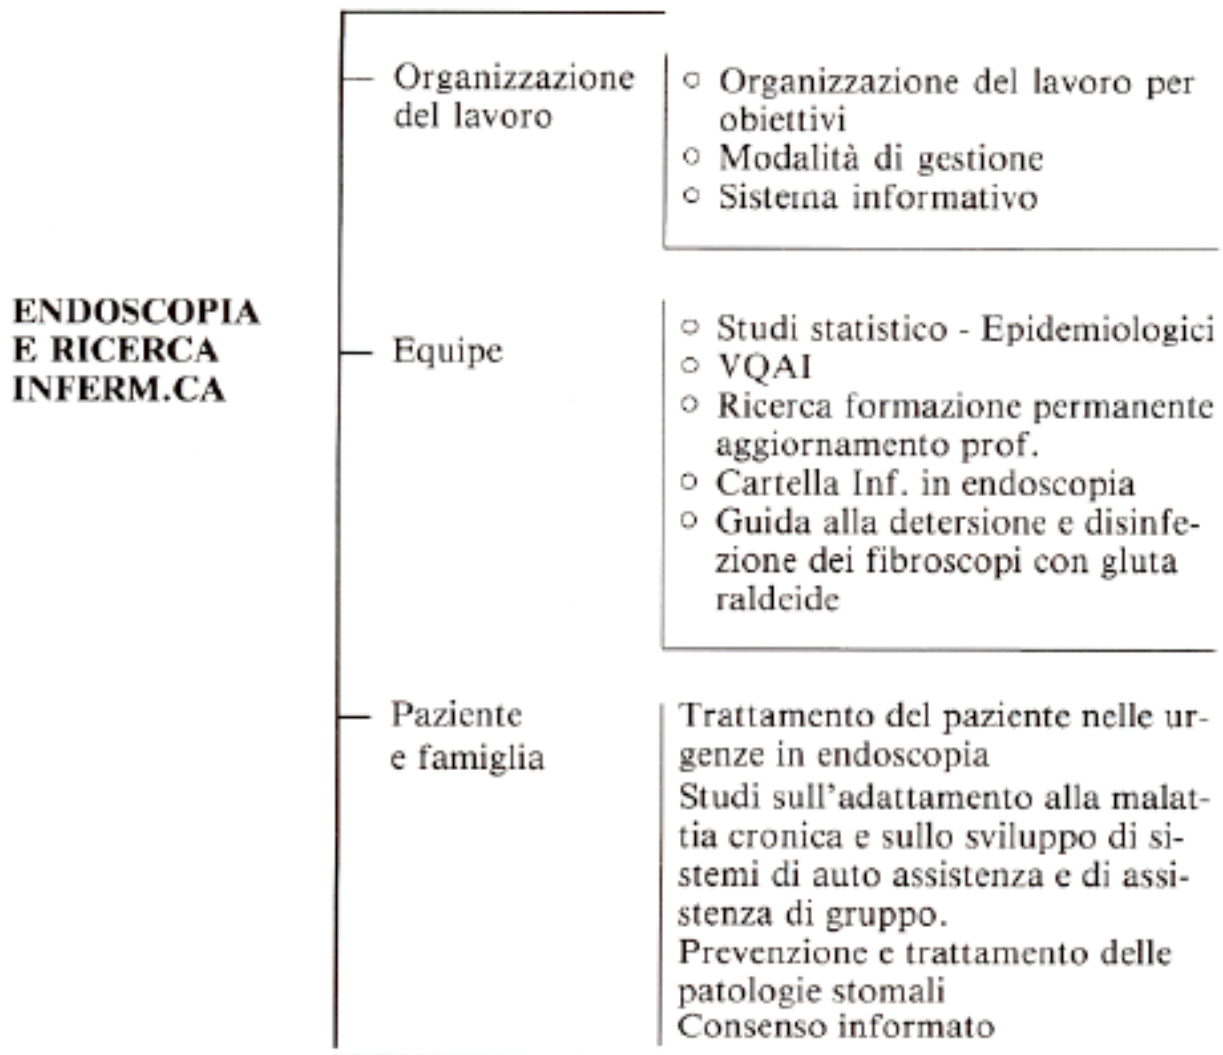 ENDOSCOPIA
E RICERCA
INFERM.CA
Organizzazione
del lavoro
○ Organizzazione del lavoro per
obiettivi
○ Modalità di gestione
○ Sistema informativo
Equipe
○ Studi statistico - Epidemiologici
○ VQAI
○ Ricerca formazione permanente
aggiornamento prof.
○ Cartella Inf. in endoscopia
○ Guida alla detersione e disinfe-
zione dei fibroscopi con gluta
raldeide
Paziente
e famiglia
Trattamento del paziente nelle ur-
genze in endoscopia
Studi sull'adattamento alla malat-
tia cronica e sullo sviluppo di si-
stemi di auto assistenza e di assi-
stenza di gruppo.
Prevenzione e trattamento delle
patologie stomali
Consenso informato